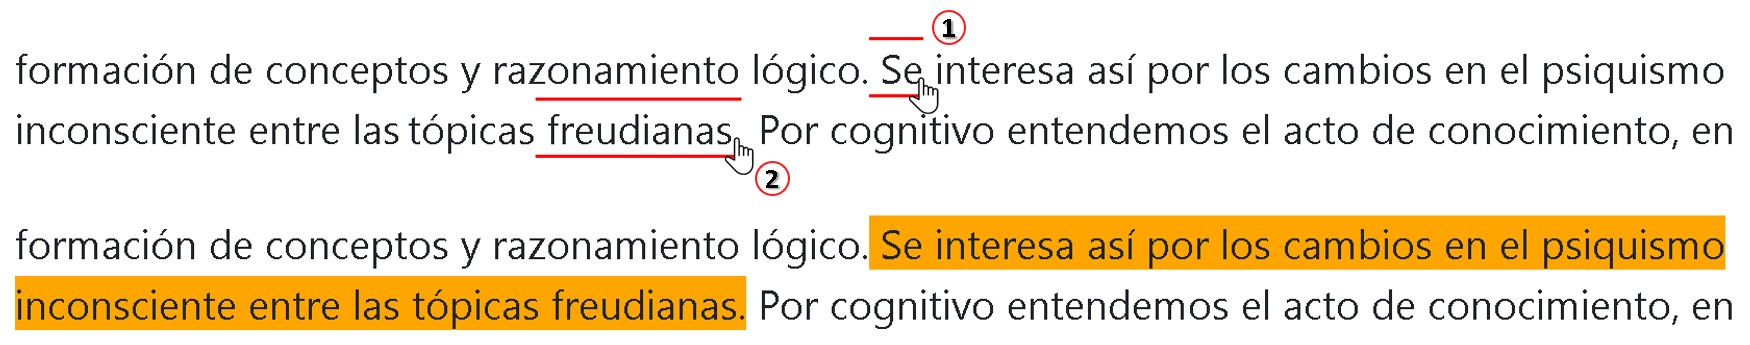 1
formación de conceptos y razonamiento lógico. Se interesa así por los cambios en el psiquismo
inconsciente entre las tópicas freudianas. Por cognitivo entendemos el acto de conocimiento, en
2
formación de conceptos y razonamiento lógico. Se interesa así por los cambios en el psiquismo
inconsciente entre las tópicas freudianas. Por cognitivo entendemos el acto de conocimiento, en